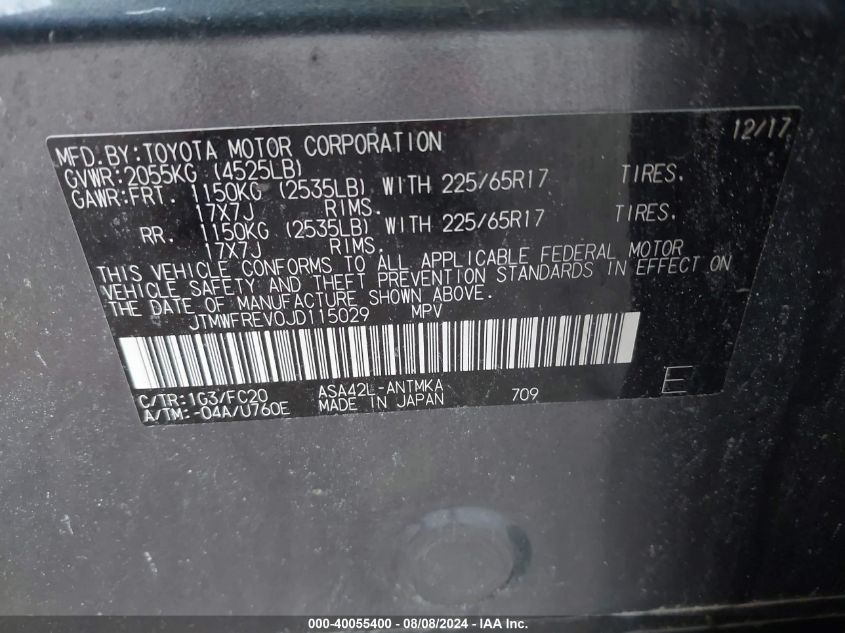 12/17
MFD.BY:TOYOTA MOTOR CORPORATION
GVWR:2055KG (4525LB)
GAWR:FRT. 1150KG (2535LB) WITH 225/65R17 TIRES.
17X7J RIMS.
RR. 1150KG (2535LB) WITH 225/65R17 TIRES.
17X7J RIMS.
THIS VEHICLE CONFORMS TO ALL APPLICABLE FEDERAL MOTOR
VEHICLE SAFETY AND THEFT PREVENTION STANDARDS IN EFFECT ON
THE DATE OF MANUFACTURE SHOWN ABOVE.
JTMWFREV0JD115029 MPV
C/TR:1G3/FC20 ASA42L-ANTMKA 709 E
A/TM:-04A/U760E MADE IN JAPAN
000-40055400 - 08/08/2024 - IAA Inc.